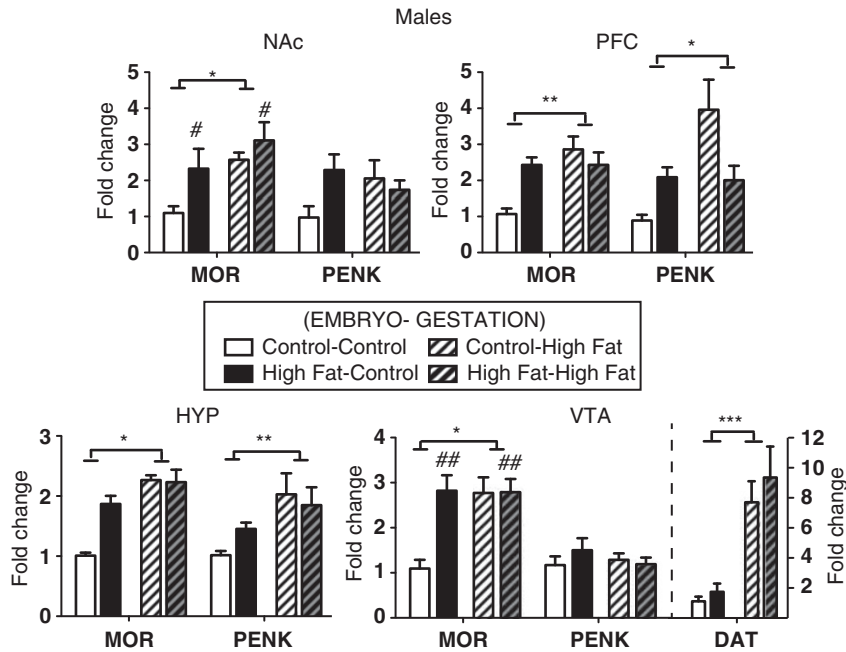 Males
NAc
PFC
Fold change
5
4
3
2
1
0
*
#
#
MOR
PENK
Fold change
5
4
3
2
1
0
**
*
MOR
PENK
(EMBRYO- GESTATION)
Control-Control
Control-High Fat
High Fat-Control
High Fat-High Fat
HYP
VTA
Fold change
3
2
1
0
*
**
MOR
PENK
Fold change
4
3
2
1
0
*
##
##
***
MOR
PENK
DAT
12
10
8
6
4
2
Fold change